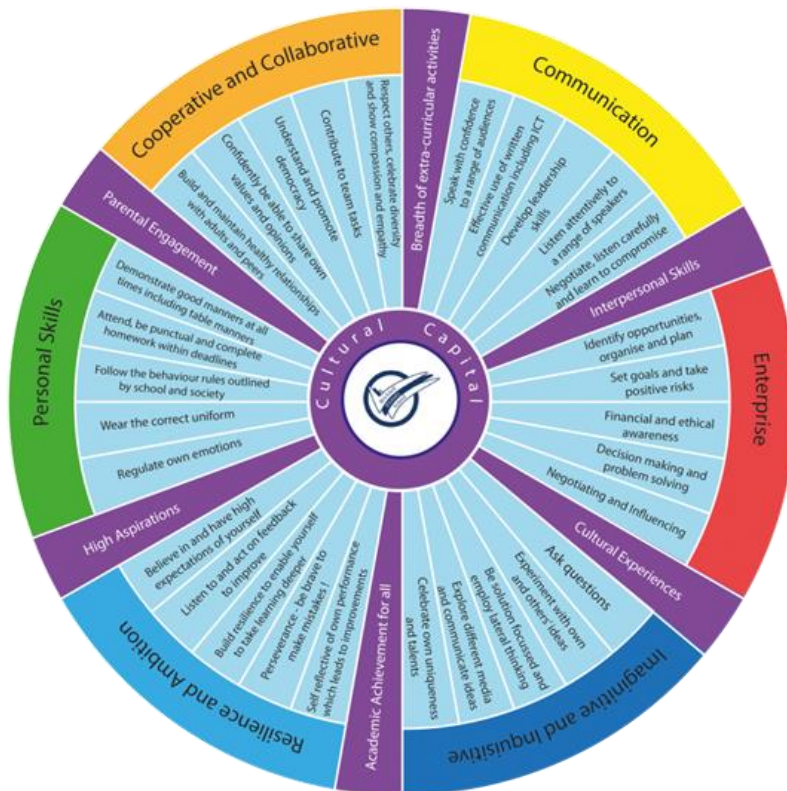 Cooperative and Collaborative
Respect others, celebrate diversity
and show compassion and empathy
Contribute to team tasks
Understand and promote
democracy
Confidently be able to share own
values and opinions
Build and maintain healthy relationships
with adults and peers
Breadth of extra-curricular activities
Communication
Speak with confidence
to a range of audiences
Effective use of written
communication including ICT
Develop leadership
skills
Listen attentively to
a range of speakers
Negotiate, listen carefully
and learn to compromise
Interpersonal Skills
Enterprise
Identify opportunities,
organise and plan
Set goals and take
positive risks
Financial and ethical
awareness
Decision making and
problem solving
Negotiating and Influencing
Cultural Experiences
Imaginitive and Inquisitive
Ask questions
Experiment with own
and others' ideas
Be solution focussed and
employ lateral thinking
Explore different media
and communicate ideas
Celebrate own uniqueness
and talents
Academic Achievement for all
Resilience and Ambition
Self reflective of own performance
which leads to improvements
Perseverance - be brave to
make mistakes !
Build resilience to enable yourself
to take learning deeper
Listen to and act on feedback
to improve
Believe in and have high
expectations of yourself
High Aspirations
Personal Skills
Regulate own emotions
Wear the correct uniform
Follow the behaviour rules outlined
by school and society
Attend, be punctual and complete
homework within deadlines
Demonstrate good manners at all
times including table manners
Parental Engagement
Cultural Capital